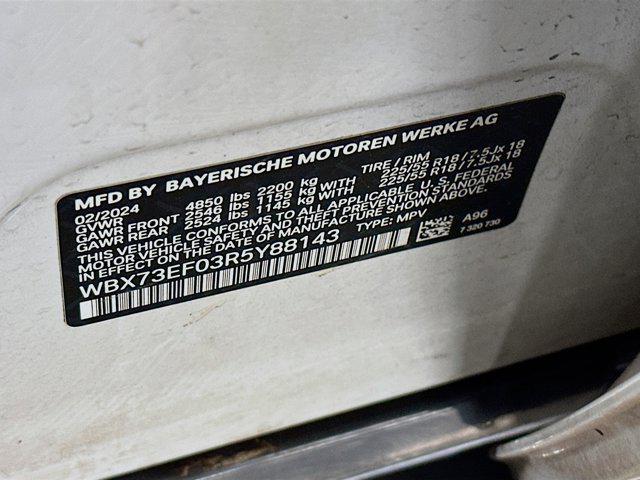 MFD BY BAYERISCHE MOTOREN WERKE AG
02/2024
GVWR 4850 lbs 2200 kg TIRE / RIM
GAWR FRONT 2546 lbs 1155 kg WITH 225/55 R18 / 7.5Jx 18
GAWR REAR 2524 lbs 1145 kg WITH 225/55 R18 / 7.5Jx 18
THIS VEHICLE CONFORMS TO ALL APPLICABLE U. S. FEDERAL
MOTOR VEHICLE SAFETY AND THEFT PREVENTION STANDARDS
IN EFFECT ON THE DATE OF MANUFACTURE SHOWN ABOVE.
WBX73EF03R5Y88143 TYPE: MPV A96
7 320 730